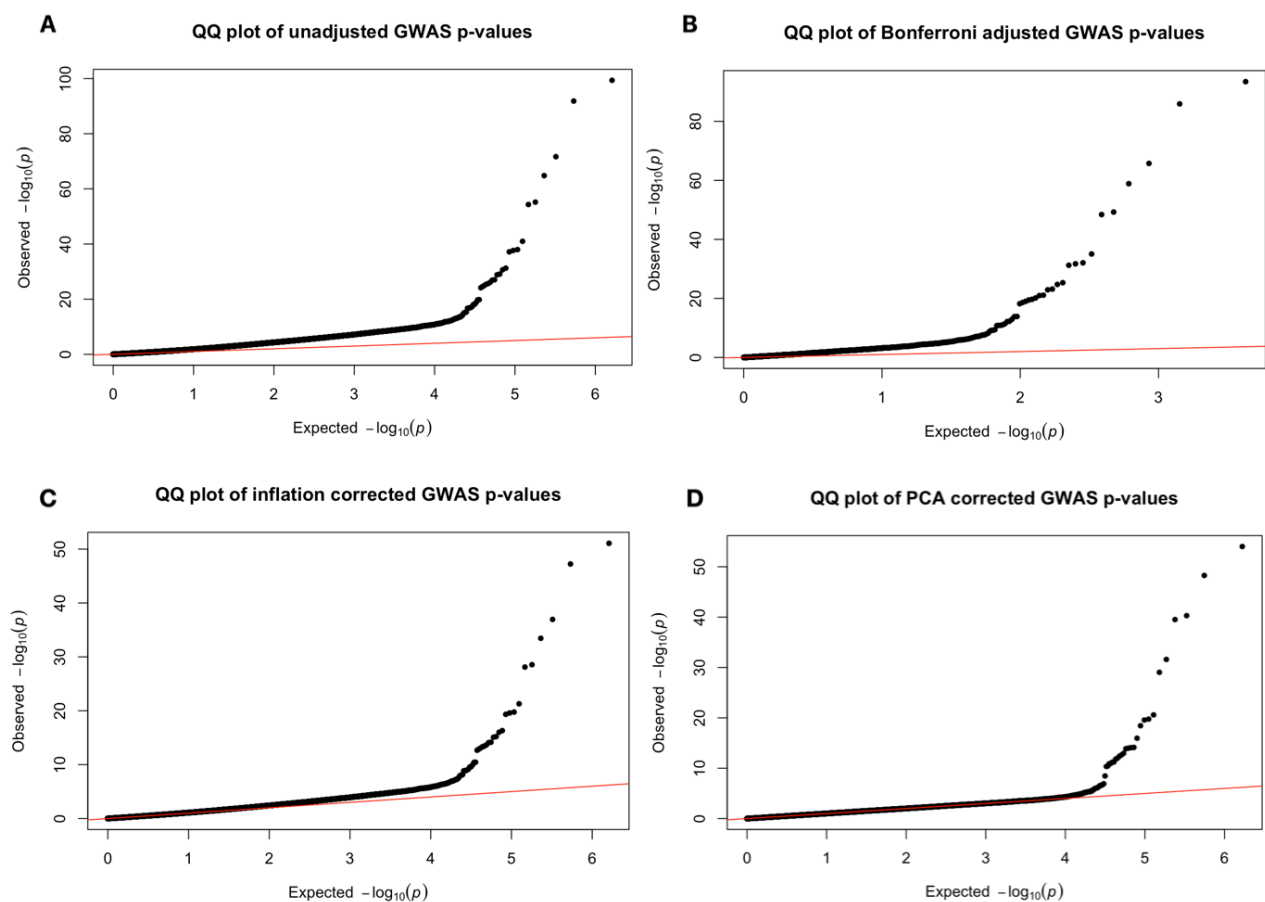 A
QQ plot of unadjusted GWAS p-values
Observed −log10(p)
100
80
60
40
20
0
0 1 2 3 4 5 6
Expected −log10(p)
B
QQ plot of Bonferroni adjusted GWAS p-values
Observed −log10(p)
80
60
40
20
0
0 1 2 3
Expected −log10(p)
C
QQ plot of inflation corrected GWAS p-values
Observed −log10(p)
50
40
30
20
10
0
0 1 2 3 4 5 6
Expected −log10(p)
D
QQ plot of PCA corrected GWAS p-values
Observed −log10(p)
50
40
30
20
10
0
0 1 2 3 4 5 6
Expected −log10(p)